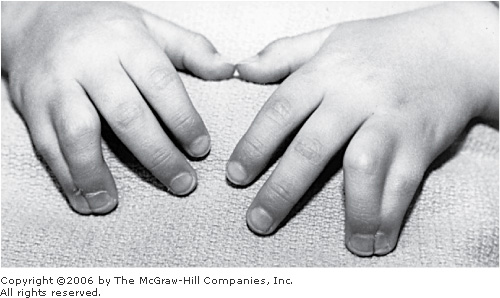 Copyright ©2006 by The McGraw-Hill Companies, Inc.
All rights reserved.